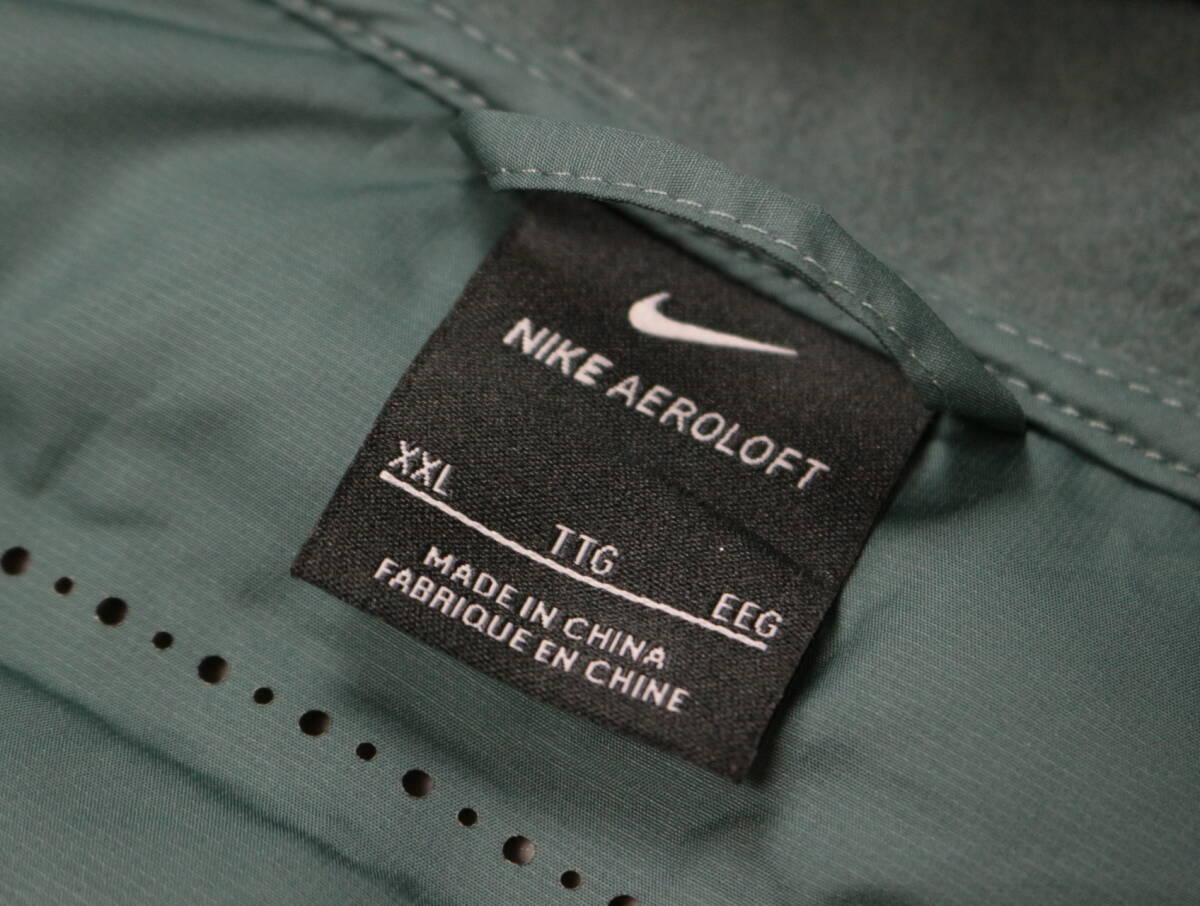 NIKE AEROLOFT
XXL TTG EEG
MADE IN CHINA
FABRIQUE EN CHINE